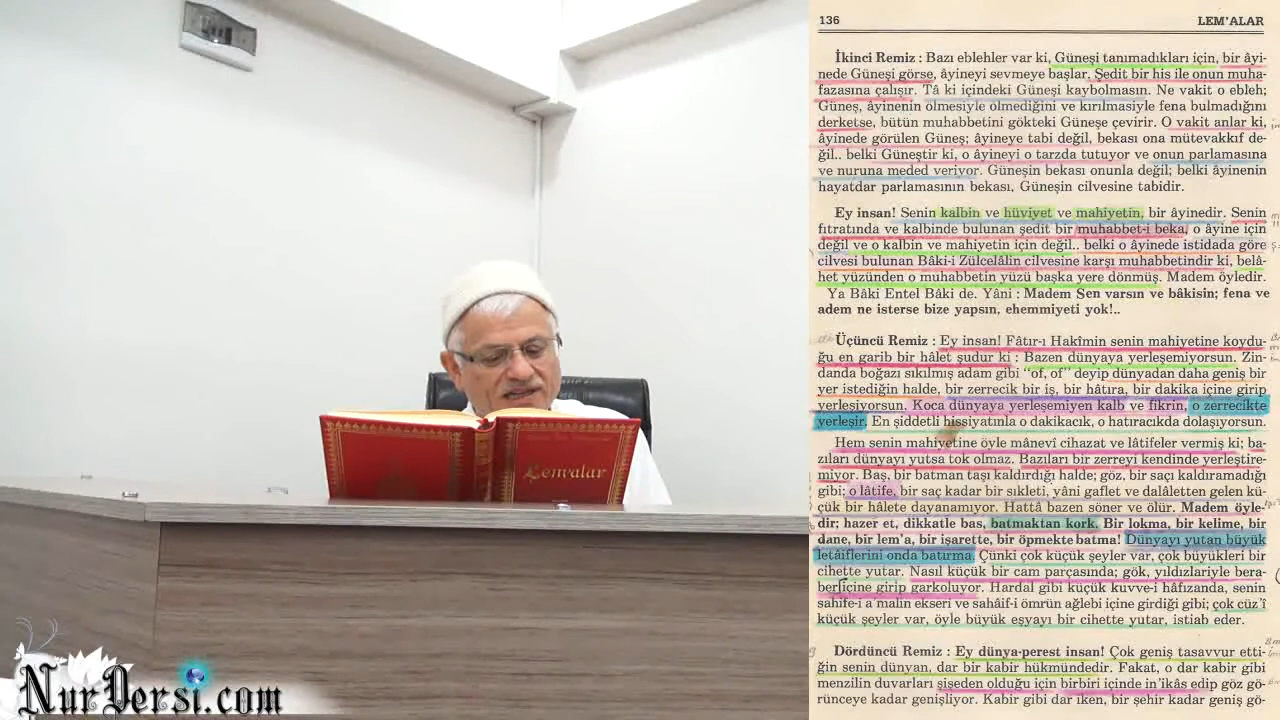 136
LEM'ALAR
İkinci Remiz : Bazı eblehler var ki, Güneşi tanımadıkları için, bir âyi-
nede Güneşi görse, âyineyi sevmeye başlar. Şedit bir his ile onun muha-
fazasına çalışır. Tâ ki içindeki Güneşi kaybolmasın. Ne vakit o ebleh;
Güneş, âyinenin ölmesiyle ölmediğini ve kırılmasiyle fena bulmadığını
derketse, bütün muhabbetini gökteki Güneşe çevirir. O vakit anlar ki,
âyinede görülen Güneş; âyineye tabi değil, bekası ona mütevakkıf de-
ğil.. belki Güneştir ki, o âyineyi o tarzda tutuyor ve onun parlamasına
ve nuruna meded veriyor. Güneşin bekası onunla değil; belki âyinenin
hayatdar parlamasının bekası, Güneşin cilvesine tabidir.
Ey insan! Senin kalbin ve hüviyet ve mahiyetin, bir âyinedir. Senin
fıtratında ve kalbinde bulunan şedit bir muhabbet-i beka, o âyine için
değil ve o kalbin ve mahiyetin için değil.. belki o âyinede istidada göre
cilvesi bulunan Bâki-i Zülcelâlin cilvesine karşı muhabbetindir ki, belâ-
het yüzünden o muhabbetin yüzü başka yere dönmüş. Madem öyledir.
Ya Bâki Entel Bâki de. Yâni : Madem Sen varsın ve bâkisin; fena ve
adem ne isterse bize yapsın, ehemmiyeti yok!..
Üçüncü Remiz : Ey insan! Fâtır-ı Hakîmin senin mahiyetine koydu-
ğu en garib bir hâlet şudur ki : Bazen dünyaya yerleşemiyorsun. Zin-
danda boğazı sıkılmış adam gibi "of, of" deyip dünyadan daha geniş bir
yer istediğin halde, bir zerrecik bir iş, bir hâtıra, bir dakika içine girip
yerleşiyorsun. Koca dünyaya yerleşemiyen kalb ve fikrin, o zerrecikte
yerleşir. En şiddetli hissiyatınla o dakikacık, o hatıracıkda dolaşıyorsun.
Hem senin mahiyetine öyle mânevi cihazat ve lâtifeler vermiş ki; ba-
zıları dünyayı yutsa tok olmaz. Bazıları bir zerreyi kendinde yerleştire-
miyor. Baş, bir batman taşı kaldırdığı halde; göz, bir saçı kaldıramadığı
gibi; o lâtife, bir saç kadar bir sıkleti, yâni gaflet ve dalâletten gelen kü-
çük bir hâlete dayanamıyor. Hattâ bazen söner ve ölür. Madem öyle-
dir; hazer et, dikkatle bas, batmaktan kork. Bir lokma, bir kelime, bir
dane, bir lem'a, bir işarette, bir öpmekte batma! Dünyayı yutan büyük
letâiflerini onda batırma. Çünki çok küçük şeyler var, çok büyükleri bir
cihette yutar. Nasıl küçük bir cam parçasında; gök, yıldızlariyle bera-
ber içine girip garkoluyor. Hardal gibi küçük kuvve-i hâfızanda, senin
sahife-i a'malin ekseri ve sahâif-i ömrün ağlebi içine girdiği gibi; çok cüz'î
küçük şeyler var, öyle büyük eşyayı bir cihette yutar, istiab eder.
Dördüncü Remiz : Ey dünya-perest insan! Çok geniş tasavvur etti-
ğin senin dünyan, dar bir kabir hükmündedir. Fakat, o dar kabir gibi
menzilin duvarları şişeden olduğu için birbiri içinde in'ikâs edip göz gö-
rünceye kadar genişliyor. Kabir gibi dar iken, bir şehir kadar geniş gö-
Lem'alar
NurDersi.com